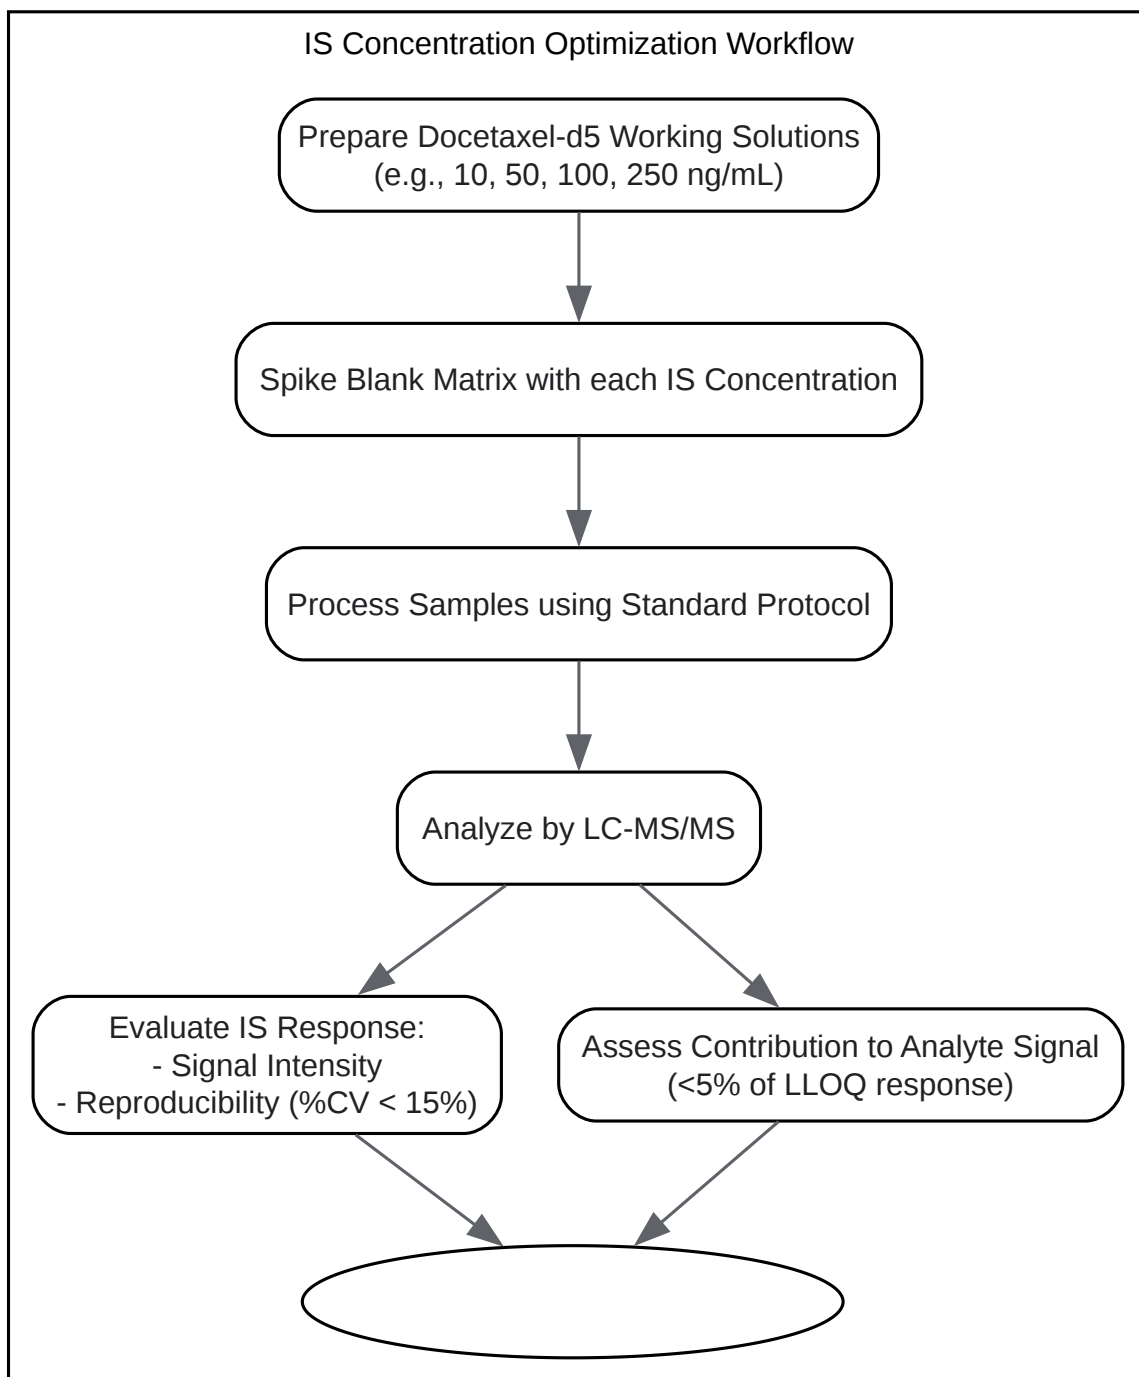 IS Concentration Optimization Workflow
Prepare Docetaxel-d5 Working Solutions
(e.g., 10, 50, 100, 250 ng/mL)
Spike Blank Matrix with each IS Concentration
Process Samples using Standard Protocol
Analyze by LC-MS/MS
Evaluate IS Response:
- Signal Intensity
- Reproducibility (%CV < 15%)
Assess Contribution to Analyte Signal
(<5% of LLOQ response)